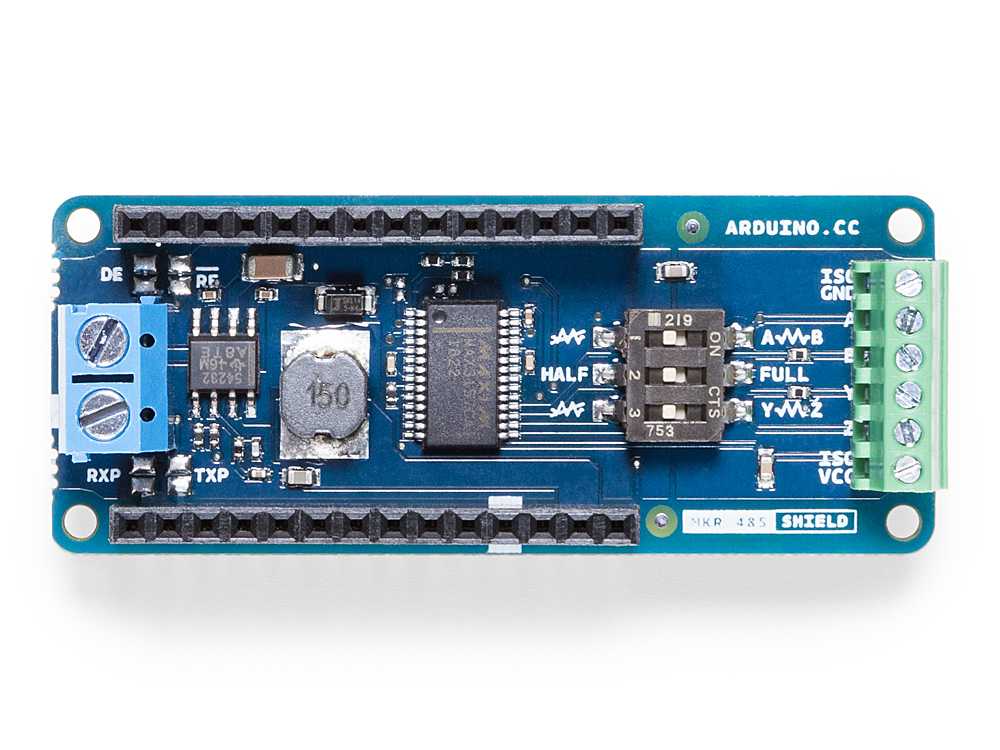 ARDUINO.CC
DE
RE
ISO
GND
219
ON
1
A
B
HALF
2
FULL
150
3
CTS
Y
Z
753
RXP
TXP
ISO
VCC
MKR 485 SHIELD